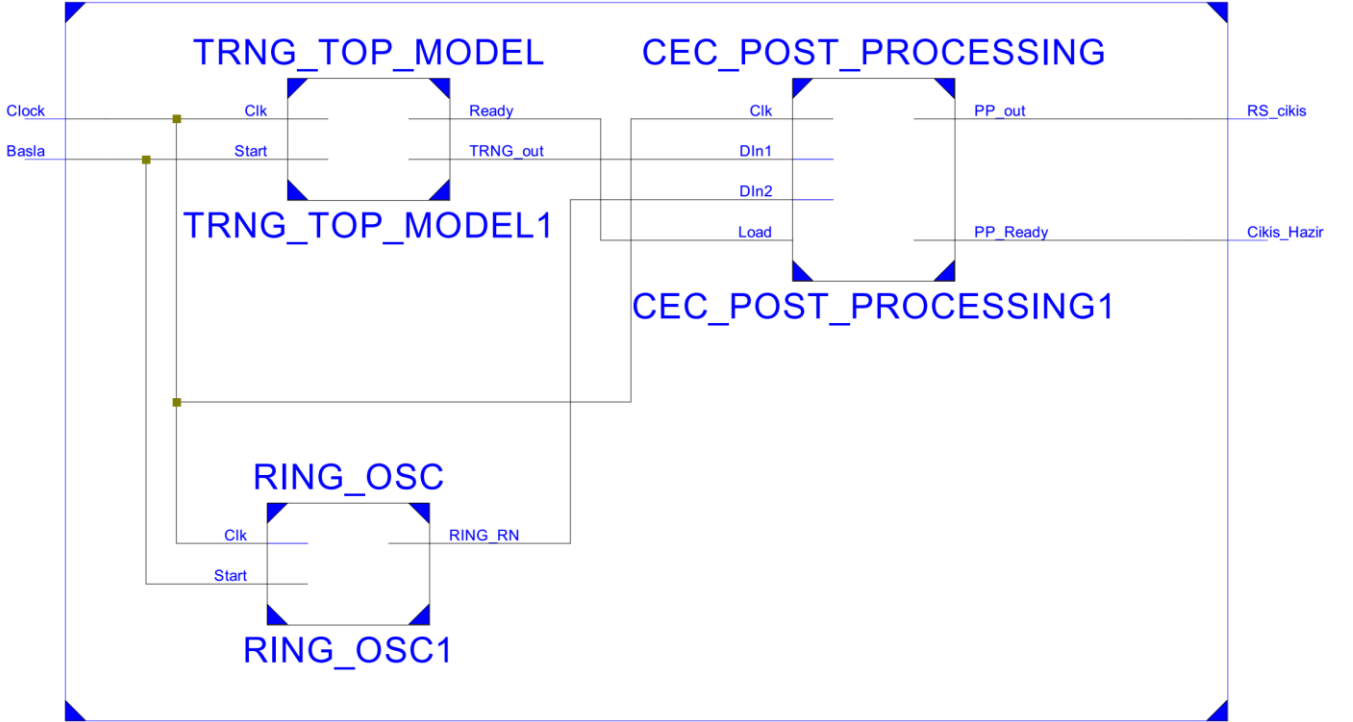 TRNG_TOP_MODEL
CEC_POST_PROCESSING
Clock
Clk
Ready
Clk
PP_out
RS_cikis
Basla
Start
TRNG_out
DIn1
DIn2
TRNG_TOP_MODEL1
Load
PP_Ready
Cikis_Hazir
CEC_POST_PROCESSING1
RING_OSC
Clk
RING_RN
Start
RING_OSC1